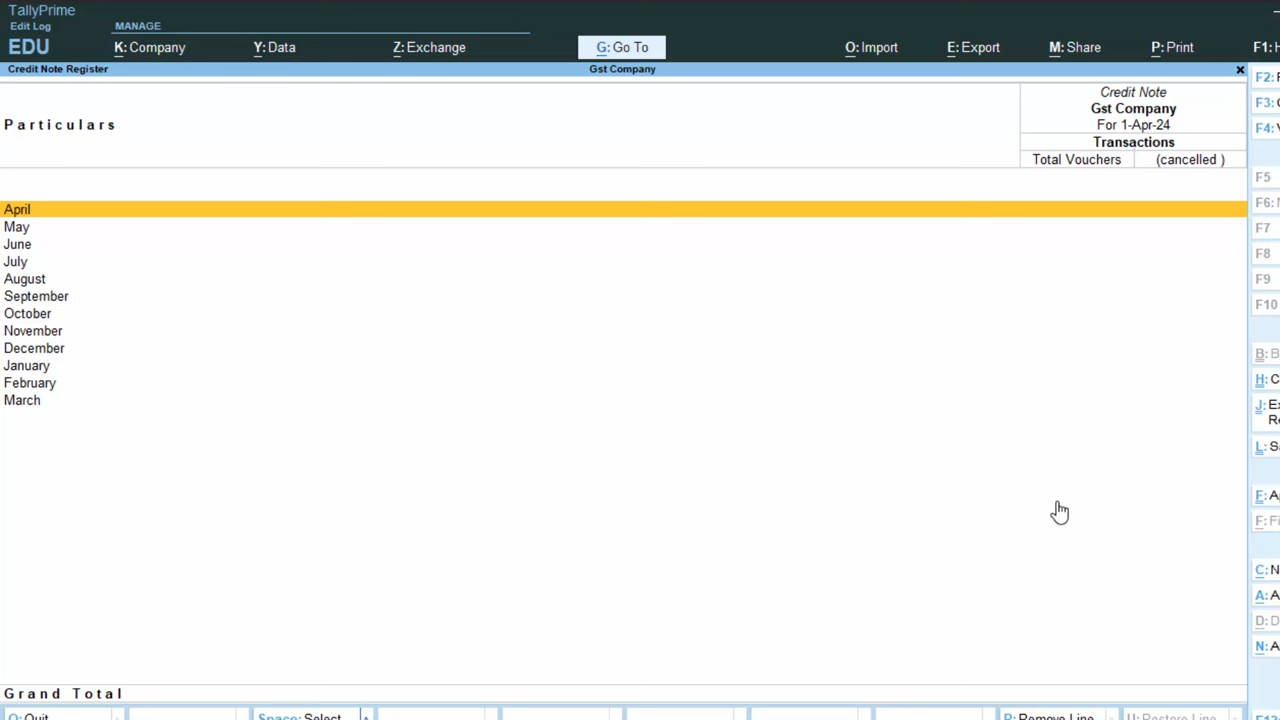 TallyPrime
Edit Log
MANAGE
EDU
K: Company
Y: Data
Z: Exchange
G: Go To
O: Import
E: Export
M: Share
P: Print
F1:
Credit Note Register
Gst Company
F2:
Particulars
Credit Note
Gst Company
For 1-Apr-24
Transactions
Total Vouchers
(cancelled )
F3:
F4:
F5
F6:
F7
F8
F9
F10
April
May
June
July
August
September
October
November
December
January
February
March
B:
H:
J:
L:
F:
F:
C:
A:
D:
N:
Grand Total
Q: Quit
Space: Select
R: Remove Line
U: Restore Line
F12: